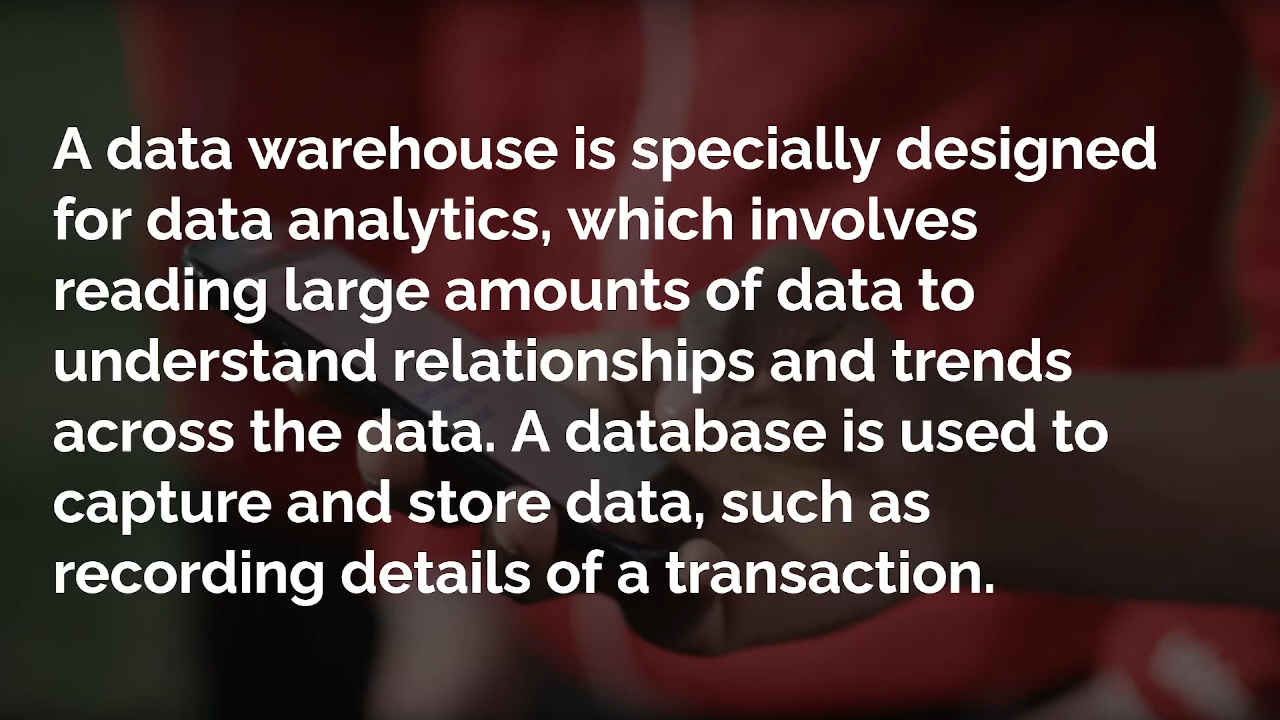 A data warehouse is specially designed
for data analytics, which involves
reading large amounts of data to
understand relationships and trends
across the data. A database is used to
capture and store data, such as
recording details of a transaction.